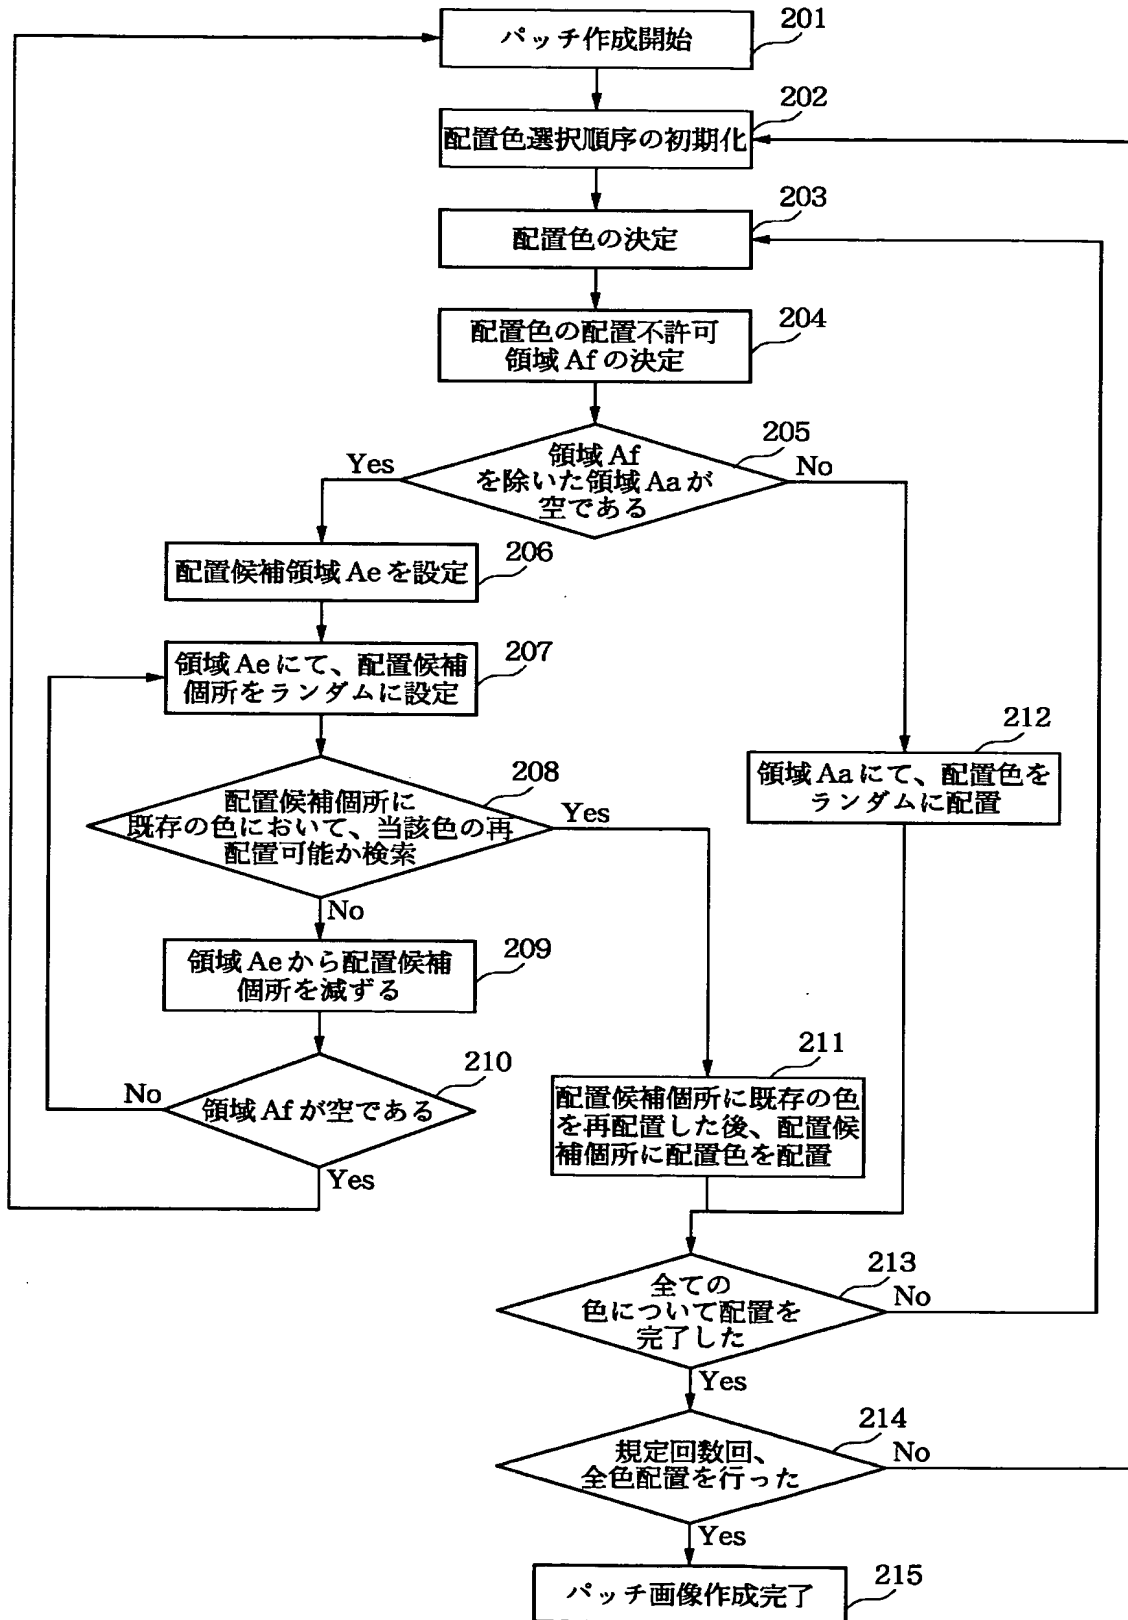 パッチ作成開始
201
配置色選択順序の初期化
202
配置色の決定
203
配置色の配置不許可
領域Afの決定
204
領域Af
を除いた領域Aaが
空である
205
Yes
No
配置候補領域Aeを設定
206
領域Aeにて、配置候補
個所をランダムに設定
207
配置候補個所に
既存の色において、当該色の再
配置可能か検索
208
Yes
No
212
領域Aaにて、配置色を
ランダムに配置
領域Aeから配置候補
個所を減ずる
209
領域Afが空である
210
No
Yes
211
配置候補個所に既存の色
を再配置した後、配置候
補個所に配置色を配置
全ての
色について配置を
完了した
213
No
Yes
規定回数回、
全色配置を行った
214
No
Yes
パッチ画像作成完了
215